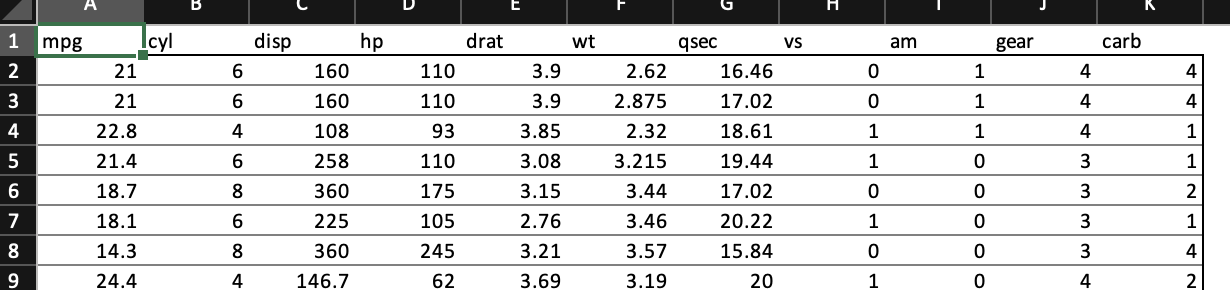 A B C D E F G H I J K
1 mpg cyl disp hp drat wt qsec vs am gear carb
2 21 6 160 110 3.9 2.62 16.46 0 1 4 4
3 21 6 160 110 3.9 2.875 17.02 0 1 4 4
4 22.8 4 108 93 3.85 2.32 18.61 1 1 4 1
5 21.4 6 258 110 3.08 3.215 19.44 1 0 3 1
6 18.7 8 360 175 3.15 3.44 17.02 0 0 3 2
7 18.1 6 225 105 2.76 3.46 20.22 1 0 3 1
8 14.3 8 360 245 3.21 3.57 15.84 0 0 3 4
9 24.4 4 146.7 62 3.69 3.19 20 1 0 4 2